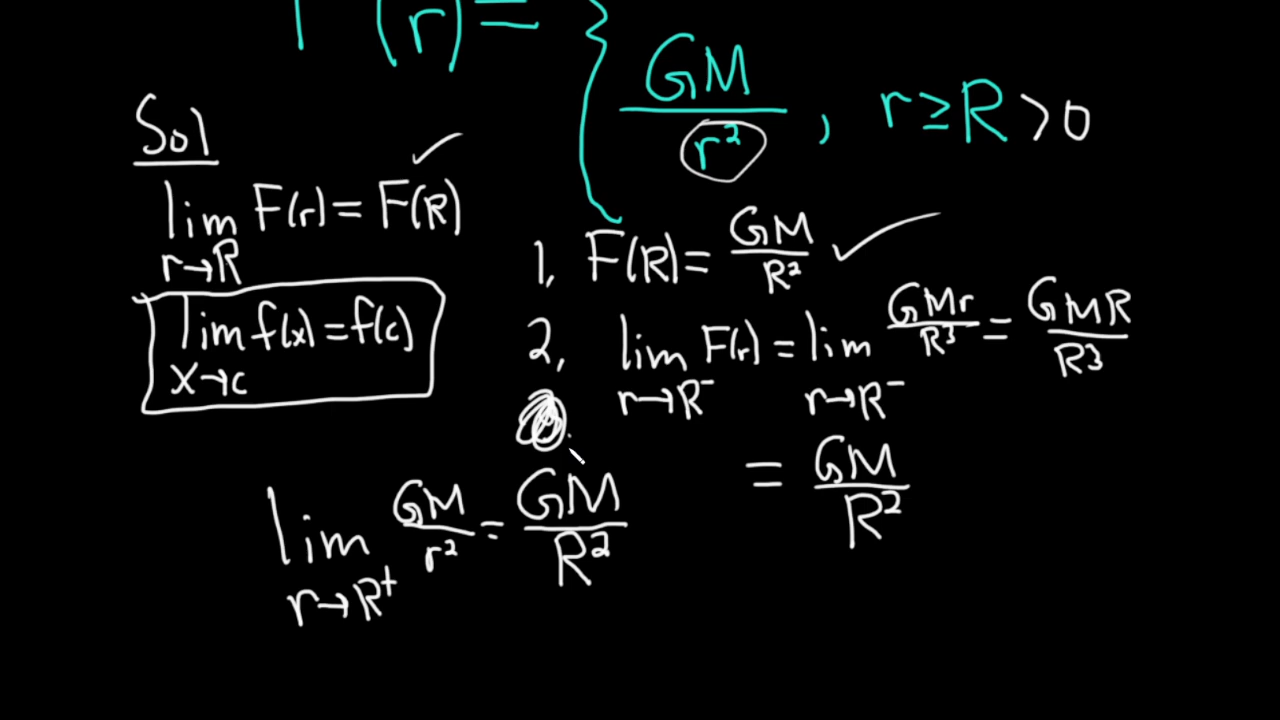 F(r) = {
GM/r², r ≥ R > 0
Sol
lim r→R F(r) = F(R) ✓
lim x→c f(x) = f(c)
1. F(R) = GM/R² ✓
2. lim r→R⁻ F(r) = lim r→R⁻ GMr/R³ = GMR/R³
= GM/R²
lim r→R⁺ GM/r² = GM/R²